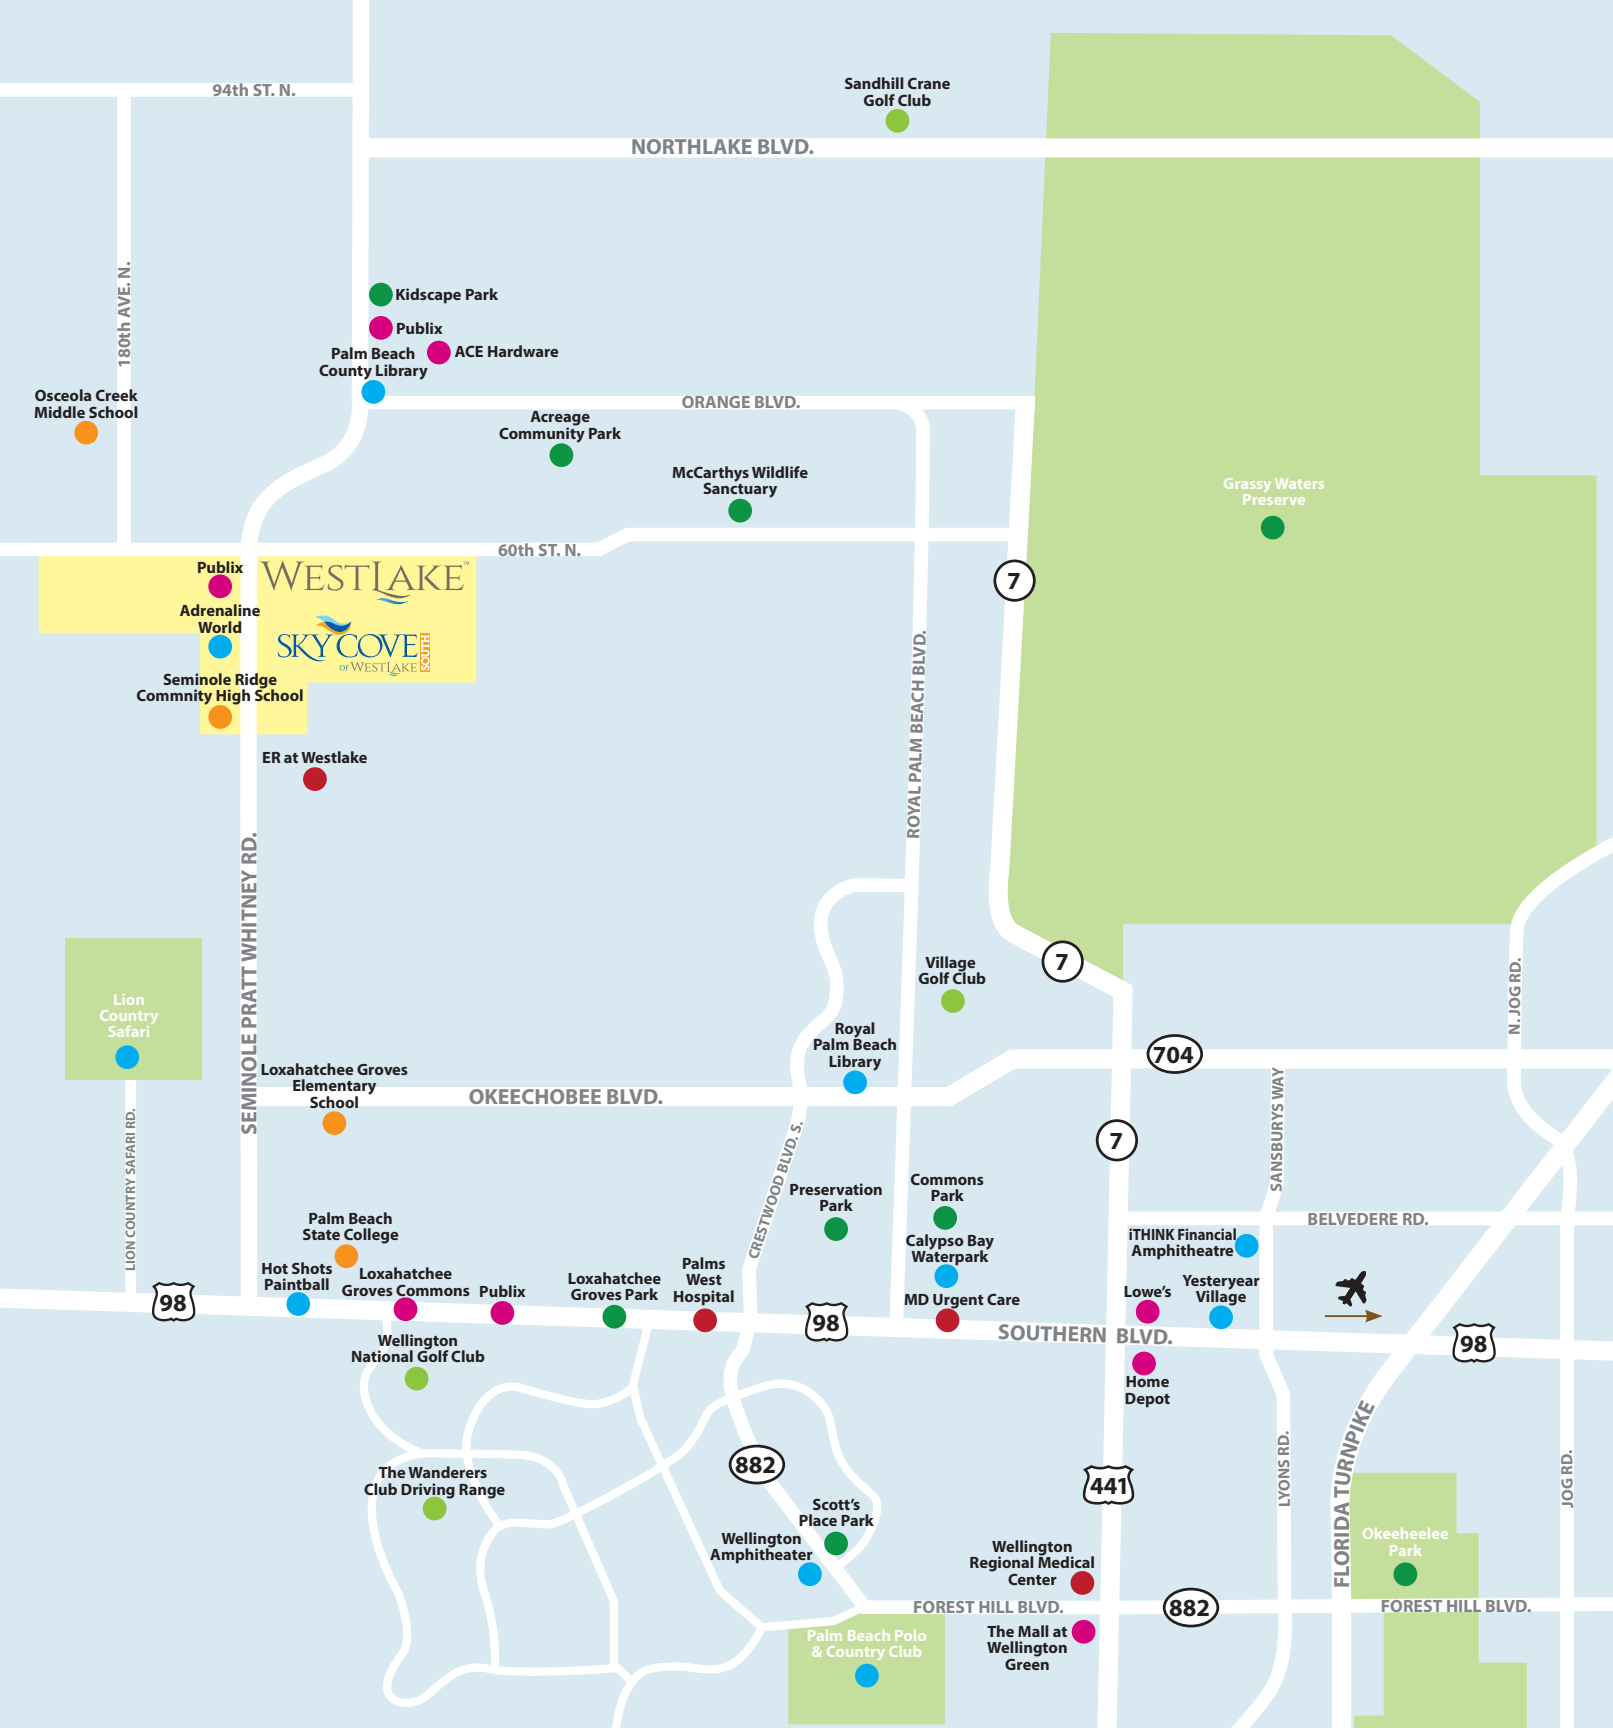 94th ST. N.
Sandhill Crane
Golf Club
NORTHLAKE BLVD.
180th AVE. N.
Kidscape Park
Publix
ACE Hardware
Palm Beach
County Library
Osceola Creek
Middle School
ORANGE BLVD.
Acreage
Community Park
McCarthys Wildlife
Sanctuary
Grassy Waters
Preserve
60th ST. N.
7
Publix
WESTLAKE™
Adrenaline
World
SKY COVE SOUTH
OF WESTLAKE
Seminole Ridge
Commnity High School
ER at Westlake
ROYAL PALM BEACH BLVD.
SEMINOLE PRATT WHITNEY RD.
7
Village
Golf Club
N. JOG RD.
Lion
Country
Safari
Royal
Palm Beach
Library
704
Loxahatchee Groves
Elementary
School
OKEECHOBEE BLVD.
7
SANSBURYS WAY
LION COUNTRY SAFARI RD.
CRESTWOOD BLVD. S.
Preservation
Park
Commons
Park
BELVEDERE RD.
Palm Beach
State College
iTHINK Financial
Amphitheatre
Calypso Bay
Waterpark
Hot Shots
Paintball
Loxahatchee
Groves Commons
Publix
Loxahatchee
Groves Park
Palms
West
Hospital
MD Urgent Care
Lowe's
Yesteryear
Village
98
98
SOUTHERN BLVD.
98
Wellington
National Golf Club
Home
Depot
FLORIDA TURNPIKE
LYONS RD.
JOG RD.
The Wanderers
Club Driving Range
882
441
Scott's
Place Park
Wellington
Amphitheater
Okeeheelee
Park
Wellington
Regional Medical
Center
FOREST HILL BLVD.
882
FOREST HILL BLVD.
Palm Beach Polo
& Country Club
The Mall at
Wellington
Green